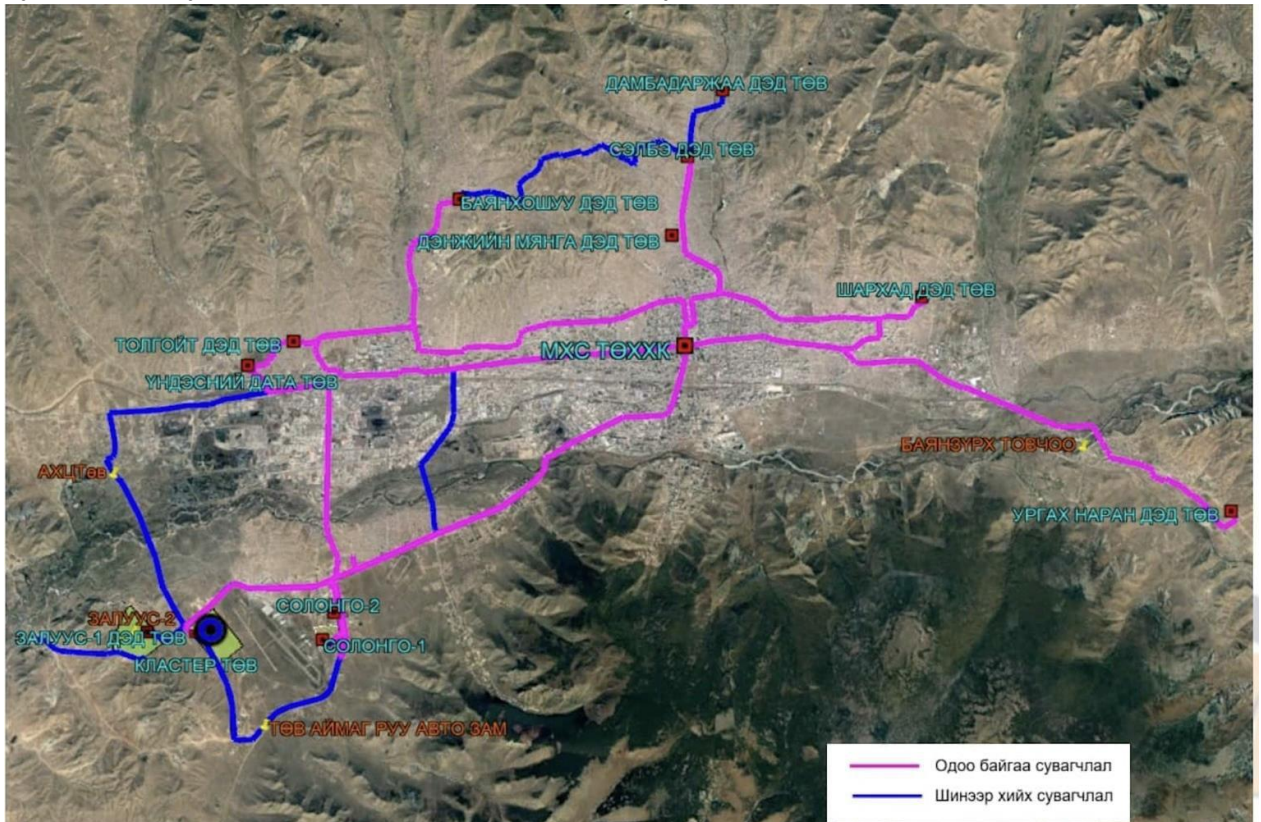 ДАМБАДАРЖАА ДЭД ТӨВ
СЭЛБЭ ДЭД ТӨВ
БАЯНХОШУУ ДЭД ТӨВ
ДЭНЖИЙН МЯНГА ДЭД ТӨВ
ШАРХАД ДЭД ТӨВ
ТОЛГОЙТ ДЭД ТӨВ
МХС ТӨХХК
ҮНДЭСНИЙ ДАТА ТӨВ
БАЯНЗҮРХ ТОВЧОО
АХЦТөв
УРГАХ НАРАН ДЭД ТӨВ
СОЛОНГО-2
ЗАЛУУС-2
ЗАЛУУС-1 ДЭД ТӨВ
СОЛОНГО-1
КЛАСТЕР ТӨВ
ТӨВ АЙМАГ РУУ АВТО ЗАМ
Одоо байгаа сувагчлал
Шинээр хийх сувагчлал